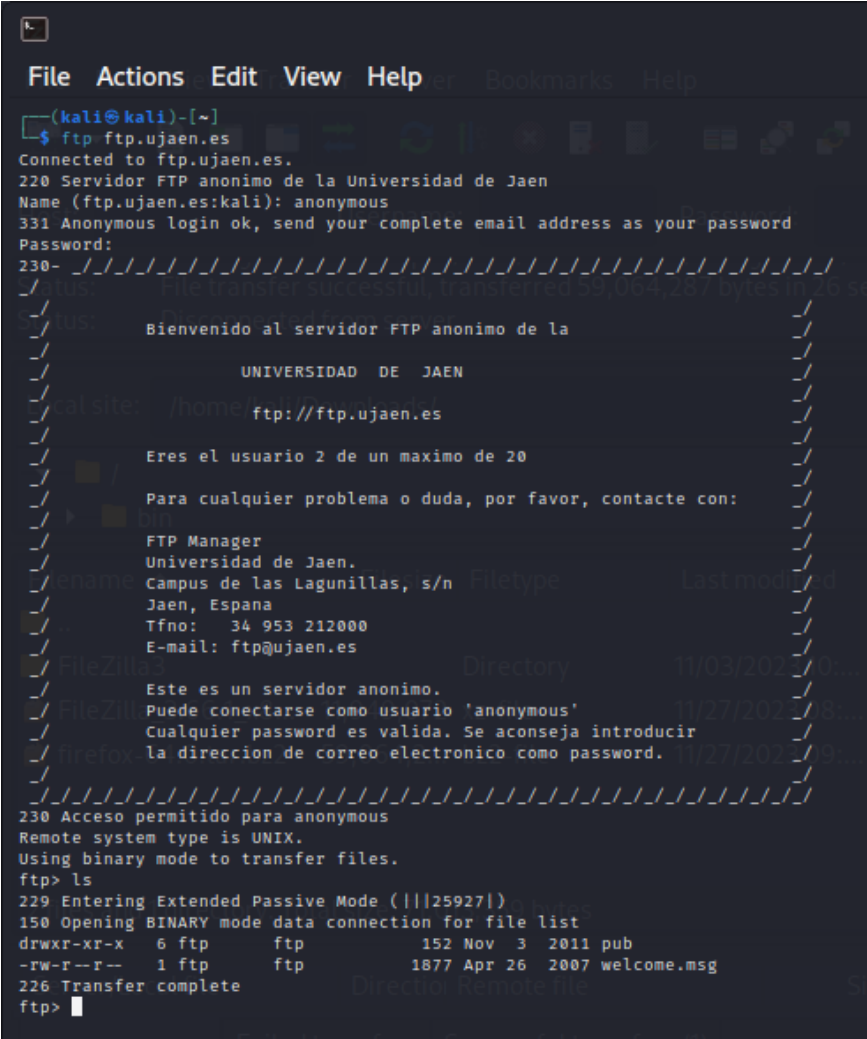 File Actions Edit View Help
┌──(kali㉿kali)-[~]
└─$ ftp ftp.ujaen.es
Connected to ftp.ujaen.es.
220 Servidor FTP anonimo de la Universidad de Jaen
Name (ftp.ujaen.es:kali): anonymous
331 Anonymous login ok, send your complete email address as your password
Password:
230- _/_/_/_/_/_/_/_/_/_/_/_/_/_/_/_/_/_/_/_/_/_/_/_/_/_/_/_/_/_/_/_/_/_/_/_/
_/
_/ _/
_/ Bienvenido al servidor FTP anonimo de la _/
_/ _/
_/ UNIVERSIDAD DE JAEN _/
_/ _/
_/ ftp://ftp.ujaen.es _/
_/ _/
_/ Eres el usuario 2 de un maximo de 20 _/
_/ _/
_/ Para cualquier problema o duda, por favor, contacte con: _/
_/ _/
_/ FTP Manager _/
_/ Universidad de Jaen. _/
_/ Campus de las Lagunillas, s/n _/
_/ Jaen, Espana _/
_/ Tfno: 34 953 212000 _/
_/ E-mail: ftp@ujaen.es _/
_/ _/
_/ Este es un servidor anonimo. _/
_/ Puede conectarse como usuario 'anonymous' _/
_/ Cualquier password es valida. Se aconseja introducir _/
_/ la direccion de correo electronico como password. _/
_/ _/
_/_/_/_/_/_/_/_/_/_/_/_/_/_/_/_/_/_/_/_/_/_/_/_/_/_/_/_/_/_/_/_/_/_/_/_/_/
230 Acceso permitido para anonymous
Remote system type is UNIX.
Using binary mode to transfer files.
ftp> ls
229 Entering Extended Passive Mode (|||25927|)
150 Opening BINARY mode data connection for file list
drwxr-xr-x 6 ftp ftp 152 Nov 3 2011 pub
-rw-r--r-- 1 ftp ftp 1877 Apr 26 2007 welcome.msg
226 Transfer complete
ftp>